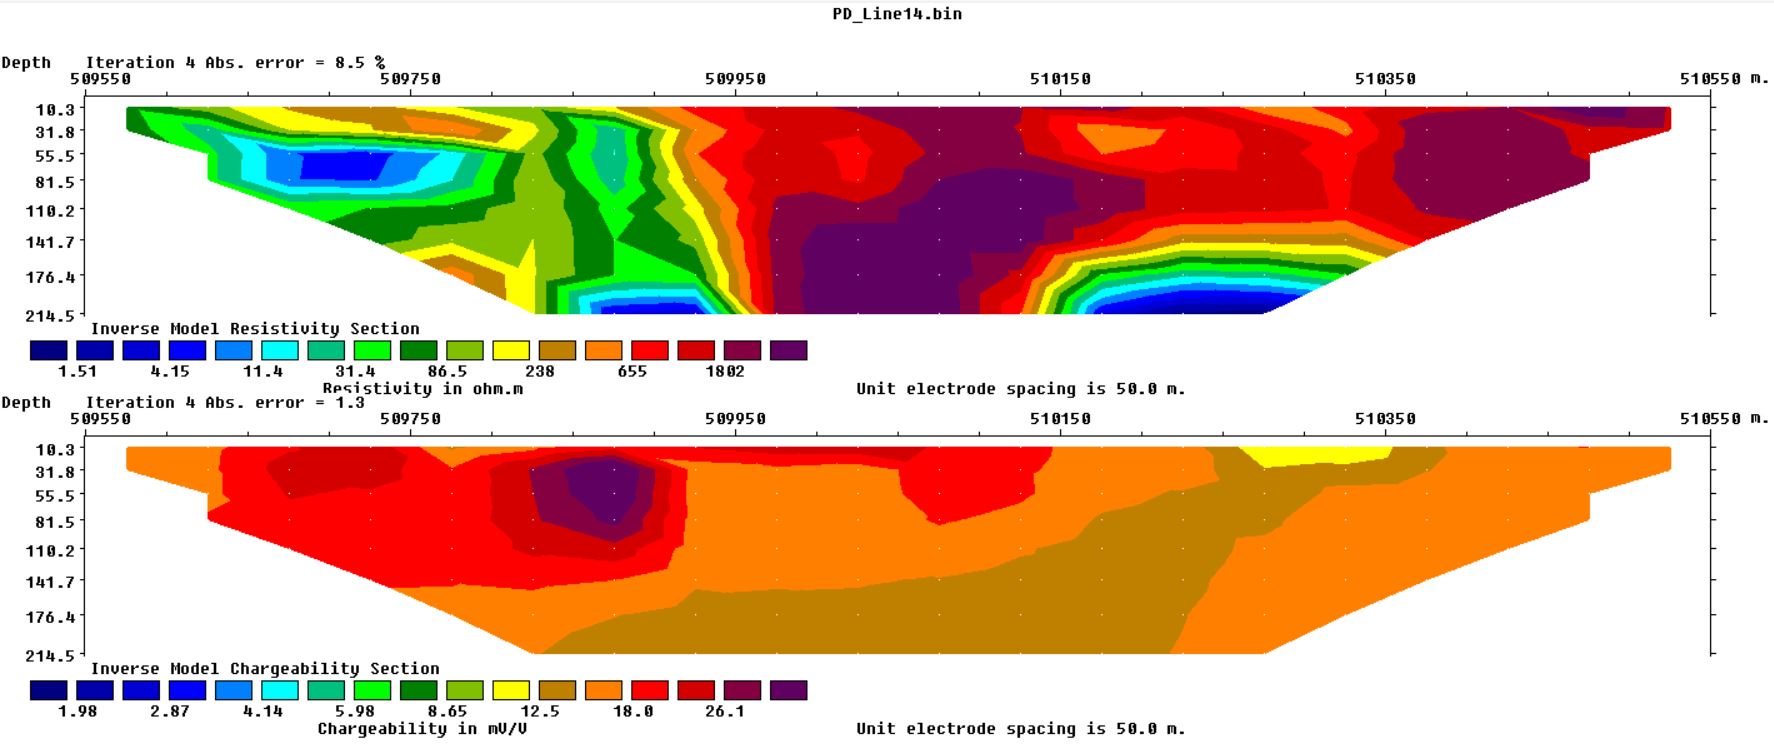 PD_Line14.bin
Depth Iteration 4 Abs. error = 8.5 %
509550 509750 509950 510150 510350 510550 m.
10.3
31.8
55.5
81.5
110.2
141.7
176.4
214.5
Inverse Model Resistivity Section
1.51 4.15 11.4 31.4 86.5 238 655 1802
Resistivity in ohm.m Unit electrode spacing is 50.0 m.
Depth Iteration 4 Abs. error = 1.3
509550 509750 509950 510150 510350 510550 m.
10.3
31.8
55.5
81.5
110.2
141.7
176.4
214.5
Inverse Model Chargeability Section
1.98 2.87 4.14 5.98 8.65 12.5 18.0 26.1
Chargeability in mV/V Unit electrode spacing is 50.0 m.